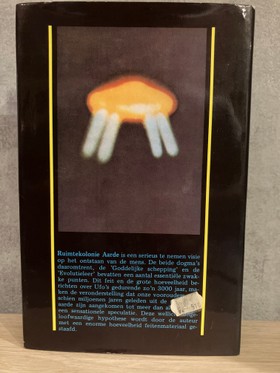 Ruimtekolonie Aarde is een serieus te nemen visie
op het ontstaan van de mens. De beide dogma's
daaromtrent, de 'Goddelijke schepping' en de
'Evolutieleer' bevatten een aantal essentiële zwak-
ke punten. Dit feit en de grote hoeveelheid be-
richten over Ufo's gedurende zo'n 3000 jaar, ma-
ken de veronderstelling dat onze voorouders
schien miljoenen jaren geleden uit de
aarde zijn aangekomen tot meer dan a
een sensationele speculatie. Deze wel
loofwaardige hypothese wordt door de auteur
met een enorme hoeveelheid feitenmateriaal ge-
staafd.